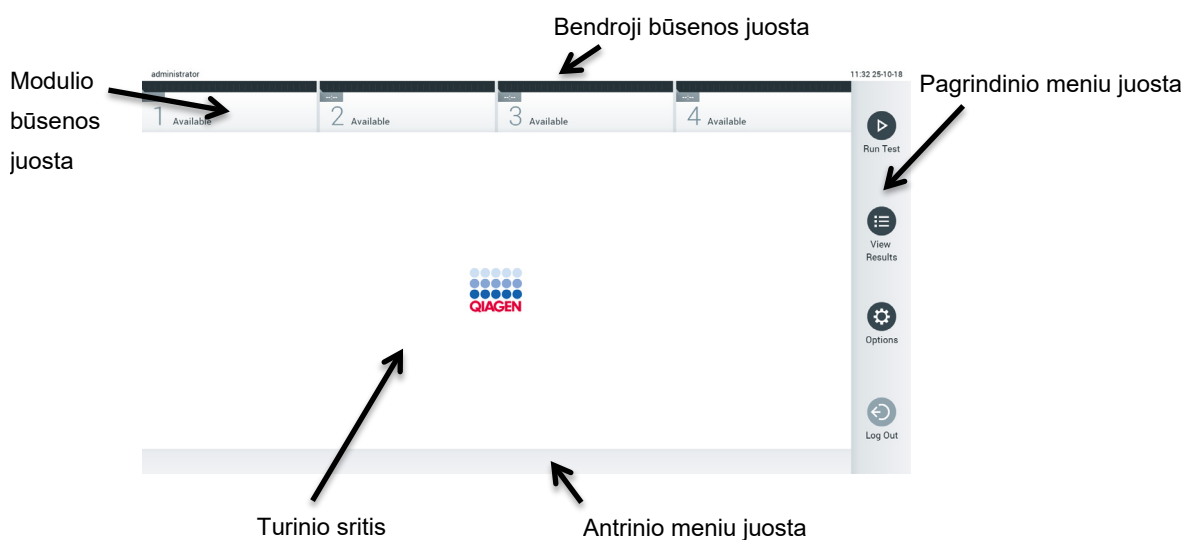 Bendroji būsenos juosta
administrator
11:32 25-10-18
Modulio
būsenos
juosta
Pagrindinio meniu juosta
--:--
--:--
--:--
1 Available
2 Available
3 Available
4 Available
Run Test
View
Results
QIAGEN
Options
Log Out
Turinio sritis
Antrinio meniu juosta